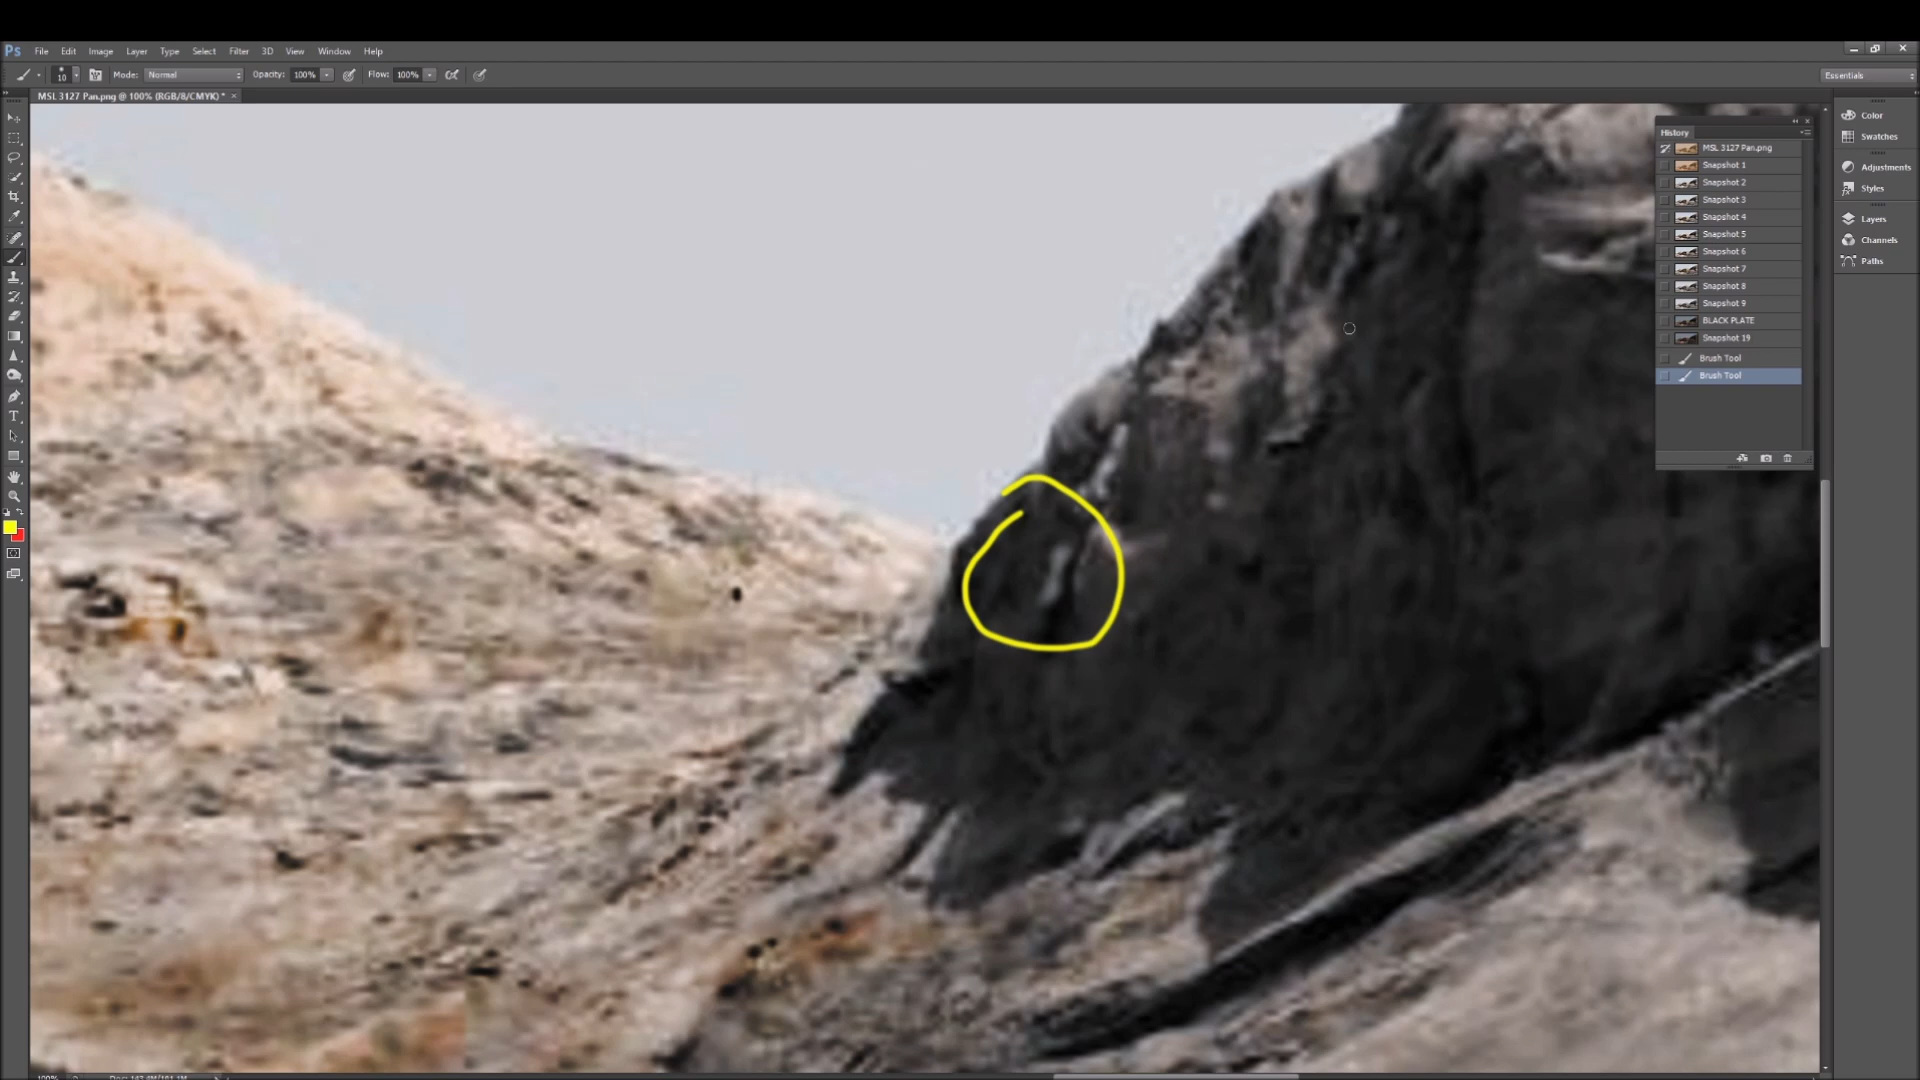 Ps File Edit Image Layer Type Select Filter 3D View Window Help
10 Mode: Normal Opacity: 100% Flow: 100% Essentials
MSL 3127 Pan.png @ 100% (RGB/8/CMYK) * ×
History
MSL 3127 Pan.png
Snapshot 1
Snapshot 2
Snapshot 3
Snapshot 4
Snapshot 5
Snapshot 6
Snapshot 7
Snapshot 8
Snapshot 9
BLACK PLATE
Snapshot 19
Brush Tool
Brush Tool
Color
Swatches
Adjustments
Styles
Layers
Channels
Paths
T
100%